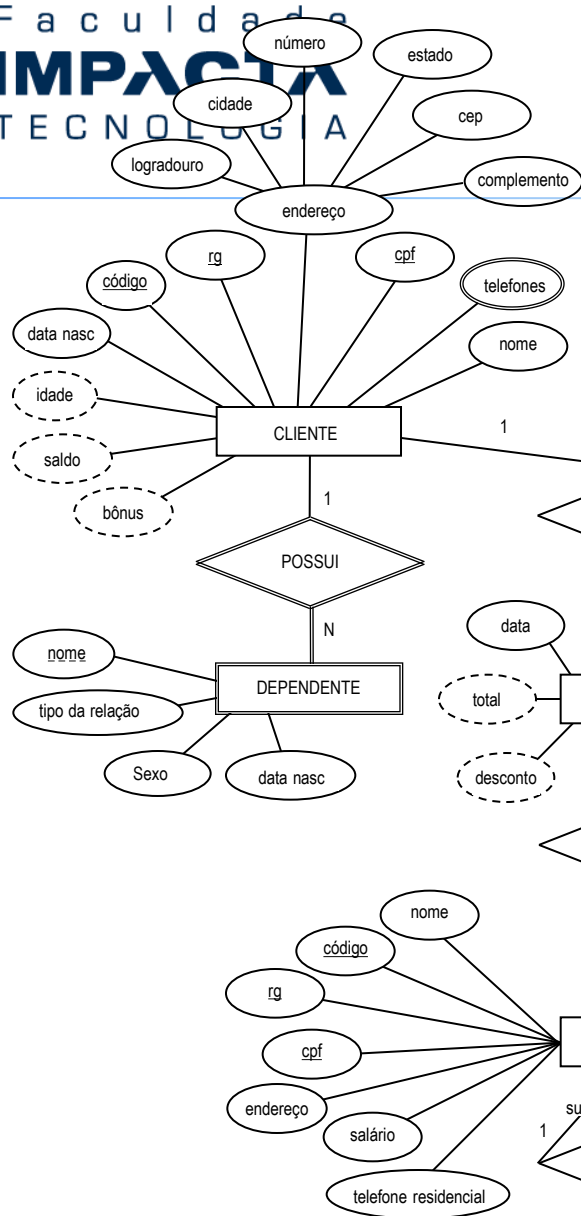 Faculdade
IMPACTA
TECNOLOGIA
número
estado
cidade
cep
logradouro
complemento
endereço
rg
cpf
código
telefones
data nasc
nome
idade
CLIENTE
1
saldo
bônus
1
POSSUI
N
data
nome
DEPENDENTE
total
tipo da relação
Sexo
data nasc
desconto
nome
código
rg
cpf
endereço
su
1
salário
telefone residencial